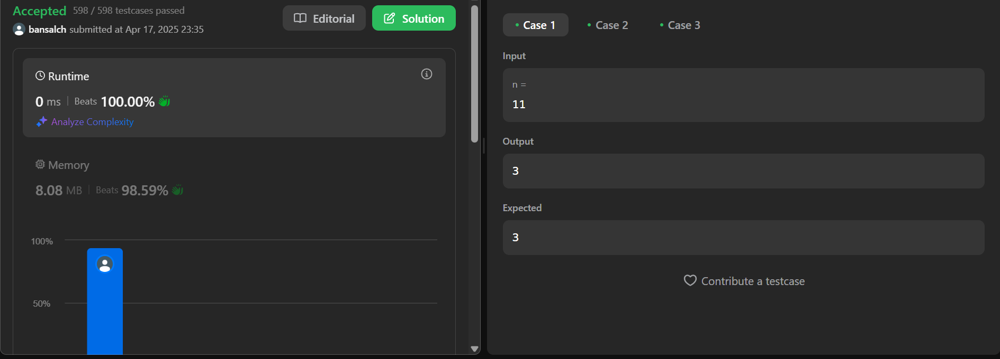 Accepted 598 / 598 testcases passed
bansalch submitted at Apr 17, 2025 23:35
Editorial
Solution
Runtime
0 ms | Beats 100.00%
Analyze Complexity
Memory
8.08 MB | Beats 98.59%
100%
50%
Case 1
Case 2
Case 3
Input
n =
11
Output
3
Expected
3
Contribute a testcase